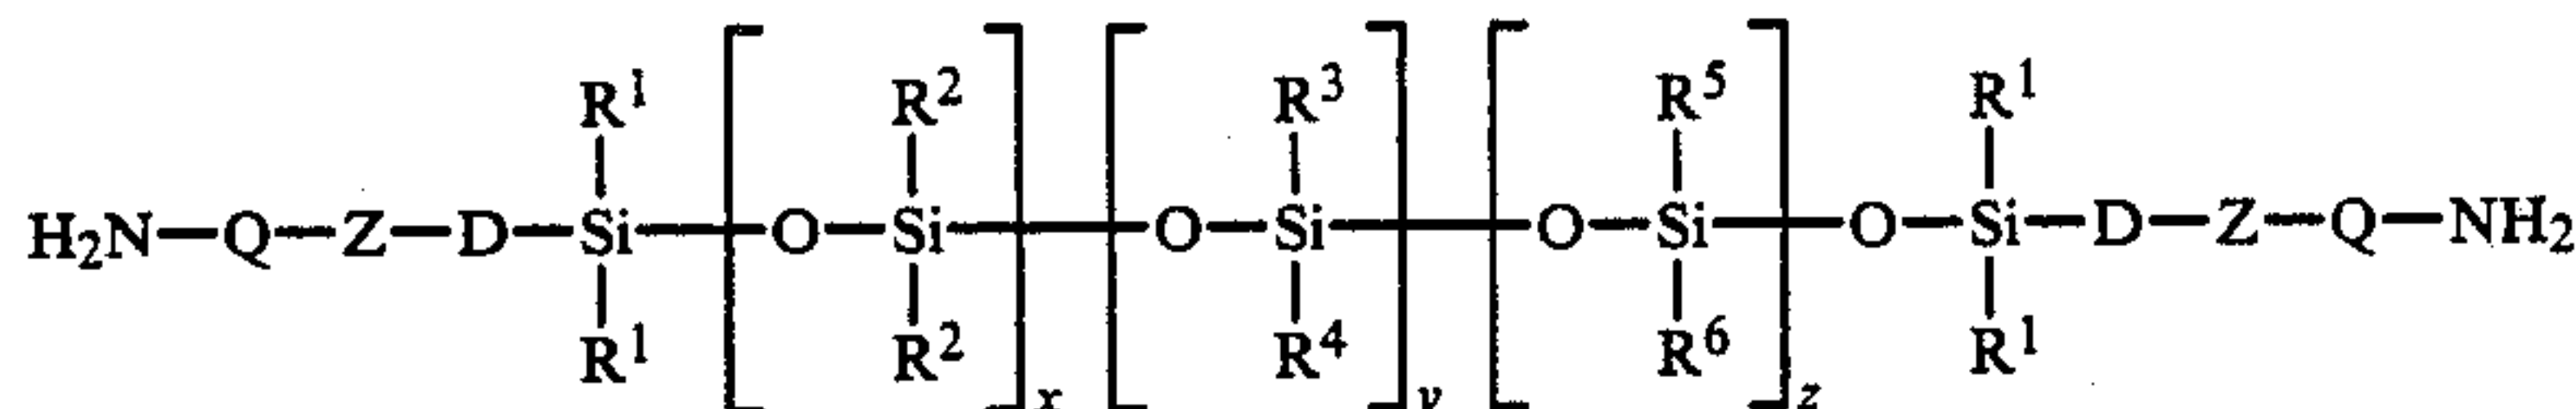 R¹ R² R³ R⁵ R¹
H₂N—Q—Z—D—Si—[O—Si]x—[O—Si]y—[O—Si]z—O—Si—D—Z—Q—NH₂
R¹ R² R⁴ R⁶ R¹